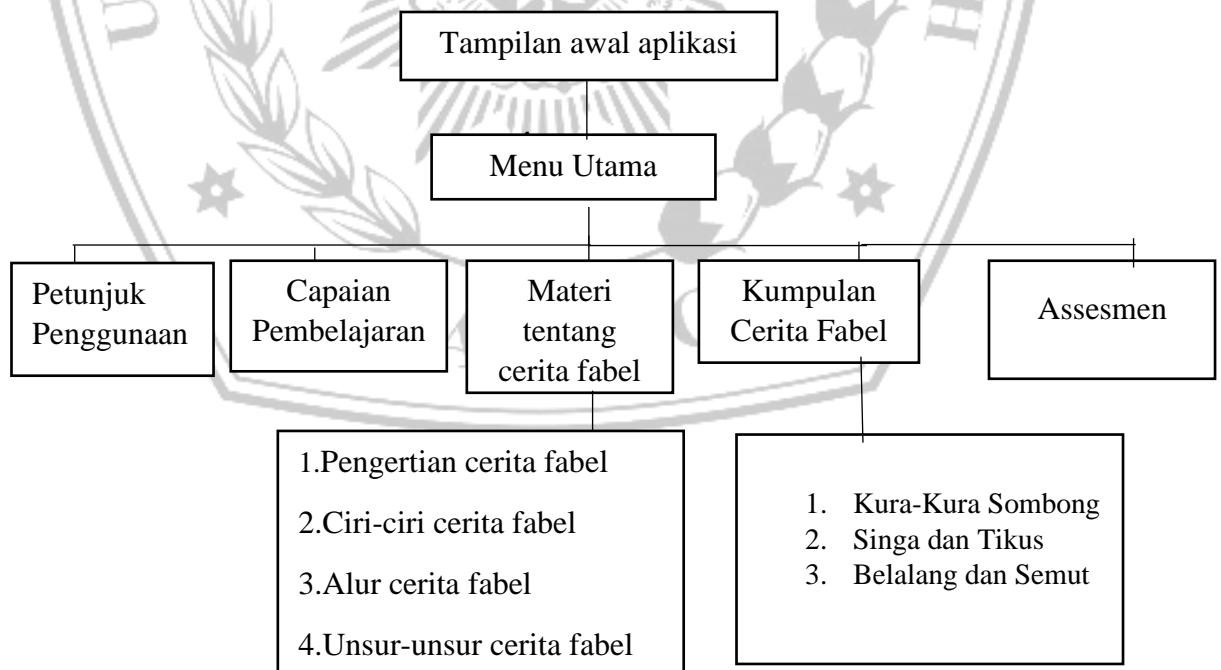 Tampilan awal aplikasi
Menu Utama
Petunjuk
Penggunaan
Capaian
Pembelajaran
Materi
tentang
cerita fabel
Kumpulan
Cerita Fabel
Assesmen
1.Pengertian cerita fabel
2.Ciri-ciri cerita fabel
3.Alur cerita fabel
4.Unsur-unsur cerita fabel
1. Kura-Kura Sombong
2. Singa dan Tikus
3. Belalang dan Semut